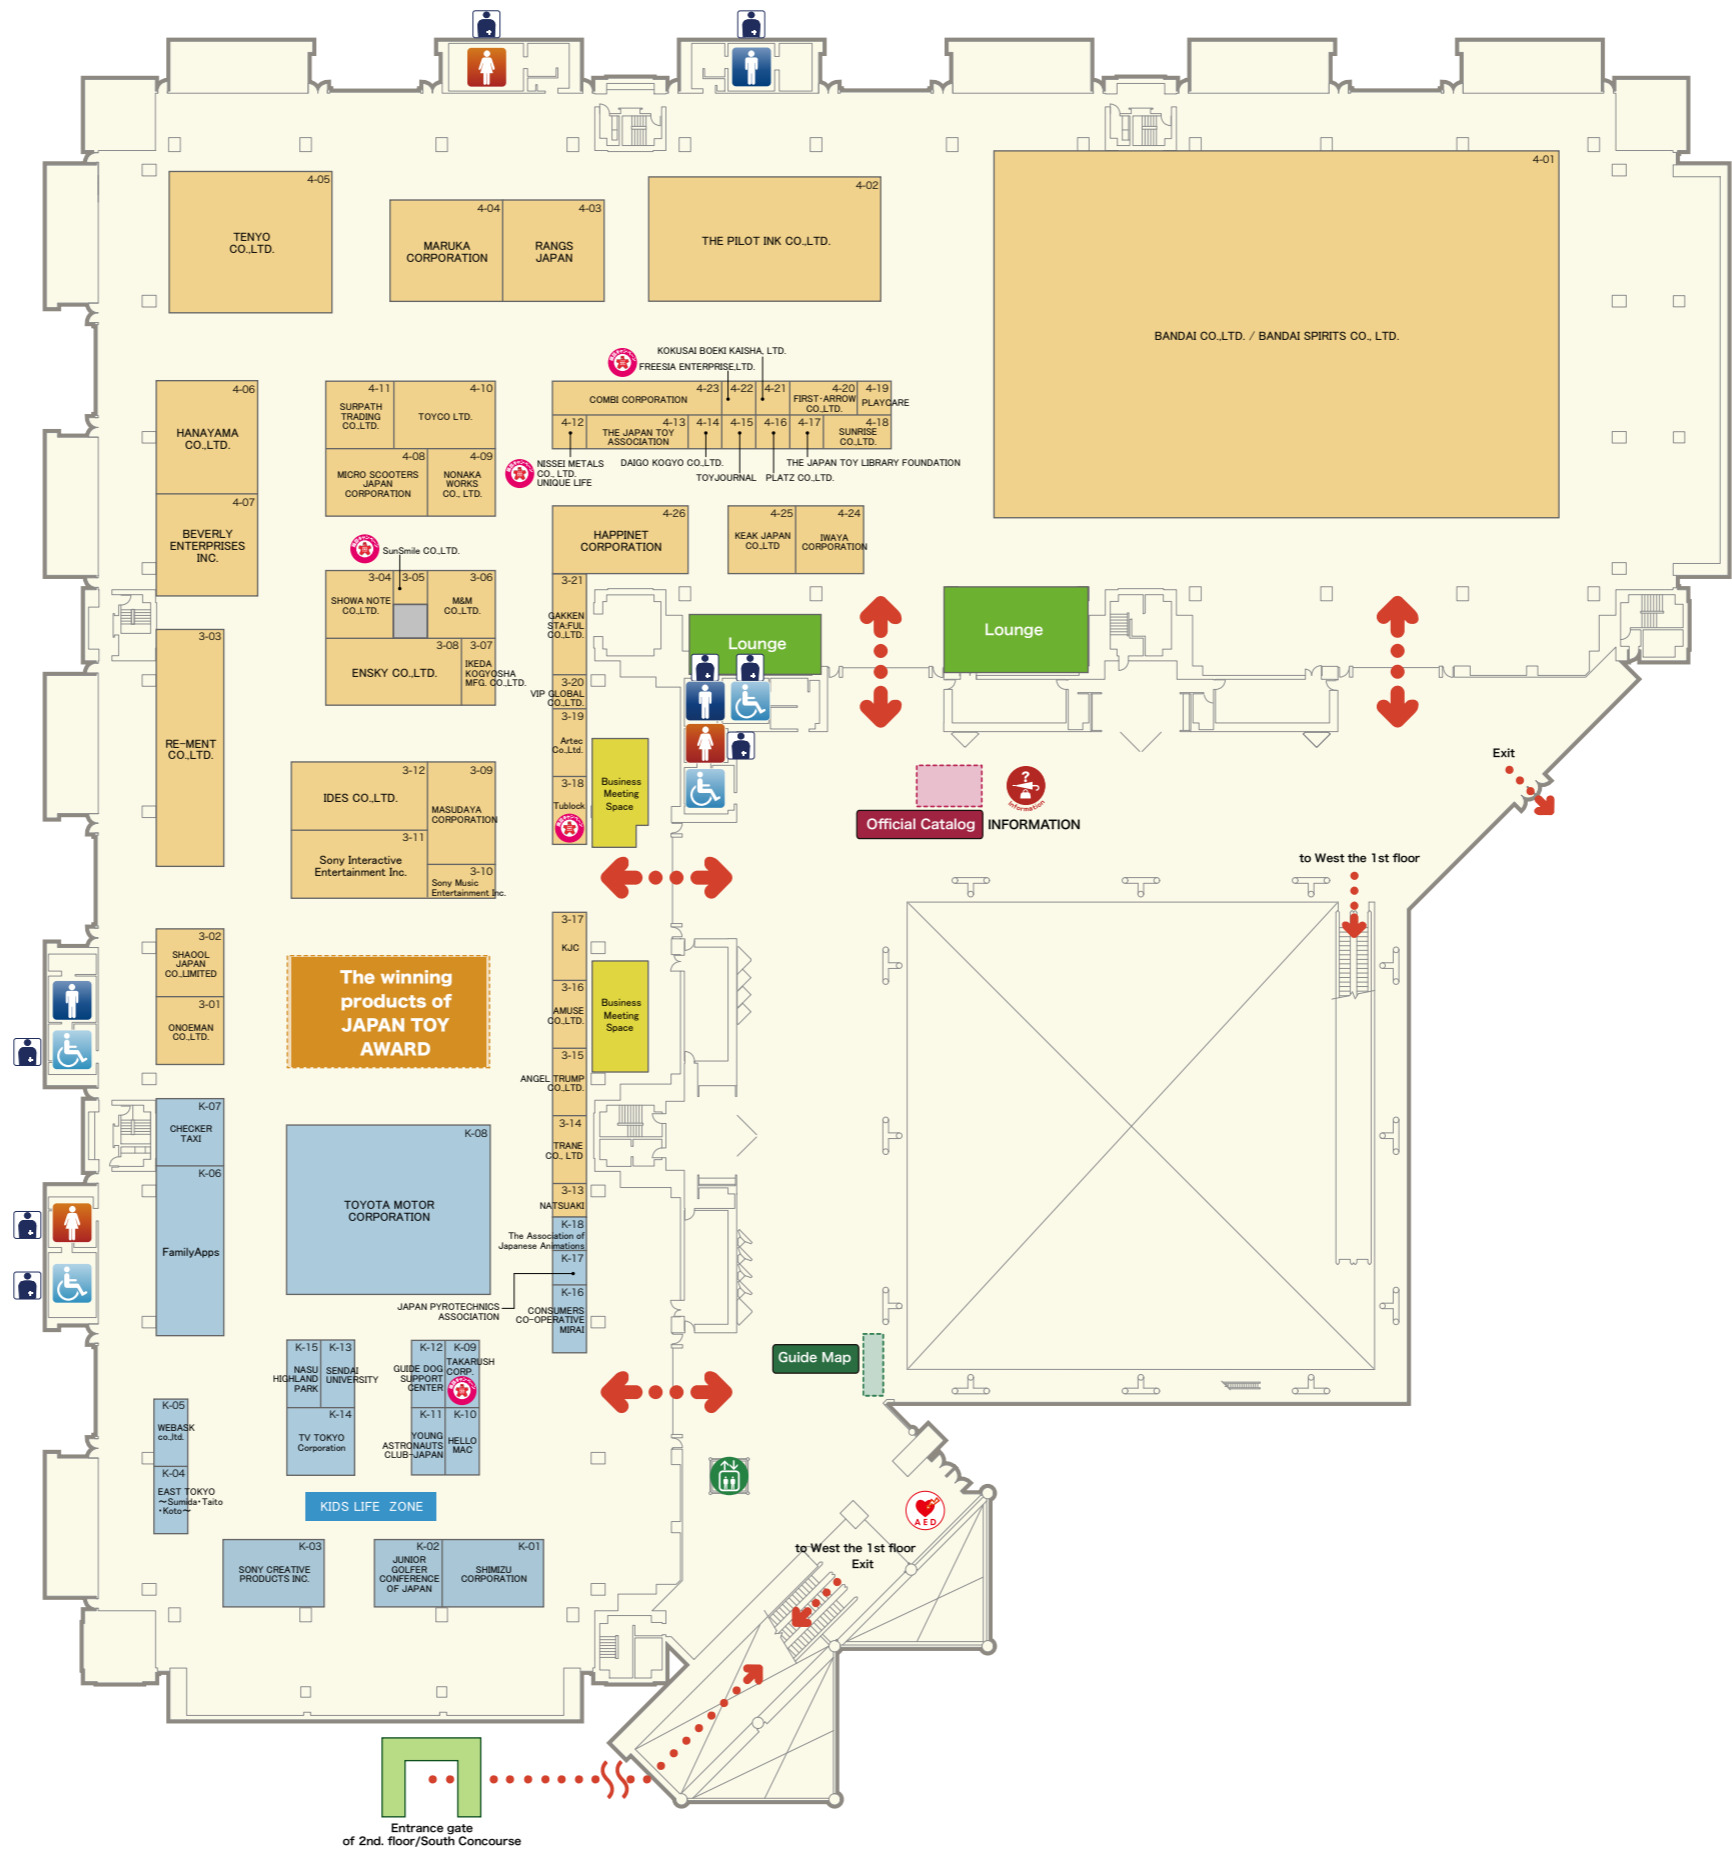 4-01
BANDAI CO.,LTD. / BANDAI SPIRITS CO., LTD.
4-02
THE PILOT INK CO.,LTD.
4-03
RANGS
JAPAN
4-04
MARUKA
CORPORATION
4-05
TENYO
CO.,LTD.
4-06
HANAYAMA
CO.,LTD.
4-07
BEVERLY
ENTERPRISES
INC.
4-11
SURPATH
TRADING
CO.,LTD.
4-10
TOYCO LTD.
4-08
MICRO SCOOTERS
JAPAN
CORPORATION
4-09
NONAKA
WORKS
CO., LTD.
KOKUSAI BOEKI KAISHA, LTD.
FREESIA ENTERPRISE,LTD.
4-23
COMBI CORPORATION
4-22
4-21
4-20
FIRST-ARROW
CO.,LTD.
4-19
PLAYCARE
4-12
4-13
THE JAPAN TOY
ASSOCIATION
4-14
4-15
4-16
4-17
4-18
SUNRISE
CO.,LTD.
NISSEI METALS
CO., LTD.
UNIQUE LIFE
DAIGO KOGYO CO.,LTD.
TOYJOURNAL
PLATZ CO.,LTD.
THE JAPAN TOY LIBRARY FOUNDATION
4-26
HAPPINET
CORPORATION
4-25
KEAK JAPAN
CO.,LTD
4-24
IWAYA
CORPORATION
SunSmile CO.,LTD.
3-04
SHOWA NOTE
CO.,LTD.
3-05
3-06
M&M
CO.,LTD.
3-08
ENSKY CO.,LTD.
3-07
IKEDA
KOGYOSHA
MFG. CO.,LTD.
3-03
RE-MENT
CO.,LTD.
3-21
GAKKEN
STA:FUL
CO.,LTD.
3-20
VIP GLOBAL
CO.,LTD.
3-19
Artec
Co.,Ltd.
3-18
Tublock
Business
Meeting
Space
Lounge
Lounge
3-12
IDES CO.,LTD.
3-09
MASUDAYA
CORPORATION
3-11
Sony Interactive
Entertainment Inc.
3-10
Sony Music
Entertainment Inc.
Official Catalog
Information
INFORMATION
Exit
to West the 1st floor
3-02
SHAOOL
JAPAN
CO.,LIMITED
3-01
ONOEMAN
CO.,LTD.
The winning
products of
JAPAN TOY
AWARD
3-17
KJC
3-16
AMUSE
CO.,LTD.
3-15
ANGEL TRUMP
CO.,LTD.
3-14
TRANE
CO., LTD
3-13
NATSUAKI
Business
Meeting
Space
K-07
CHECKER
TAXI
K-06
FamilyApps
K-08
TOYOTA MOTOR
CORPORATION
K-18
The Association of
Japanese Animations
K-17
JAPAN PYROTECHNICS
ASSOCIATION
K-16
CONSUMERS
CO-OPERATIVE
MIRAI
K-15
NASU
HIGHLAND
PARK
K-13
SENDAI
UNIVERSITY
K-14
TV TOKYO
Corporation
K-12
GUIDE DOG
SUPPORT
CENTER
K-09
TAKARUSH
CORP.
K-11
YOUNG
ASTRONAUTS
CLUB-JAPAN
K-10
HELLO
MAC
Guide Map
K-05
WEBASK
co.,ltd.
K-04
EAST TOKYO
～Sumida・Taito
・Koto～
KIDS LIFE ZONE
K-03
SONY CREATIVE
PRODUCTS INC.
K-02
JUNIOR
GOLFER
CONFERENCE
OF JAPAN
K-01
SHIMIZU
CORPORATION
AED
to West the 1st floor
Exit
Entrance gate
of 2nd. floor/South Concourse